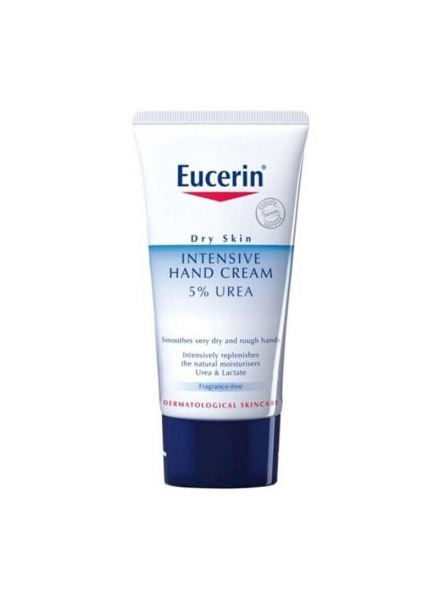 Eucerin®
Dry Skin
INTENSIVE
HAND CREAM
5% UREA
Smoothes very dry and rough hands
Intensively replenishes
the natural moisturisers
Urea & Lactate
Fragrance-free
DERMATOLOGICAL SKINCARE